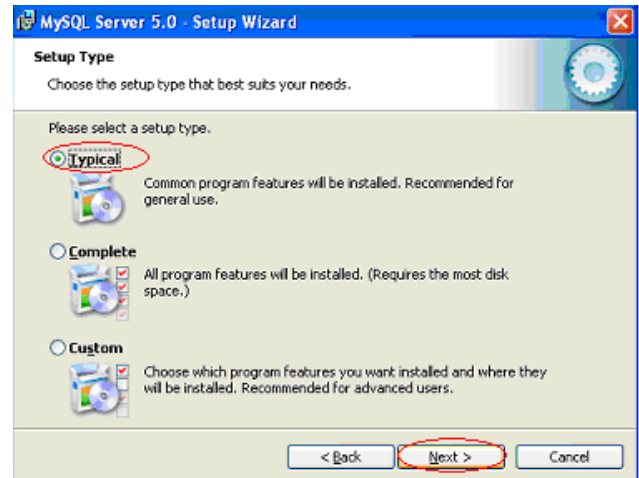 MySQL Server 5.0 - Setup Wizard
Setup Type
Choose the setup type that best suits your needs.
Please select a setup type.
Typical
Common program features will be installed. Recommended for
general use.
Complete
All program features will be installed. (Requires the most disk
space.)
Custom
Choose which program features you want installed and where they
will be installed. Recommended for advanced users.
< Back
Next >
Cancel